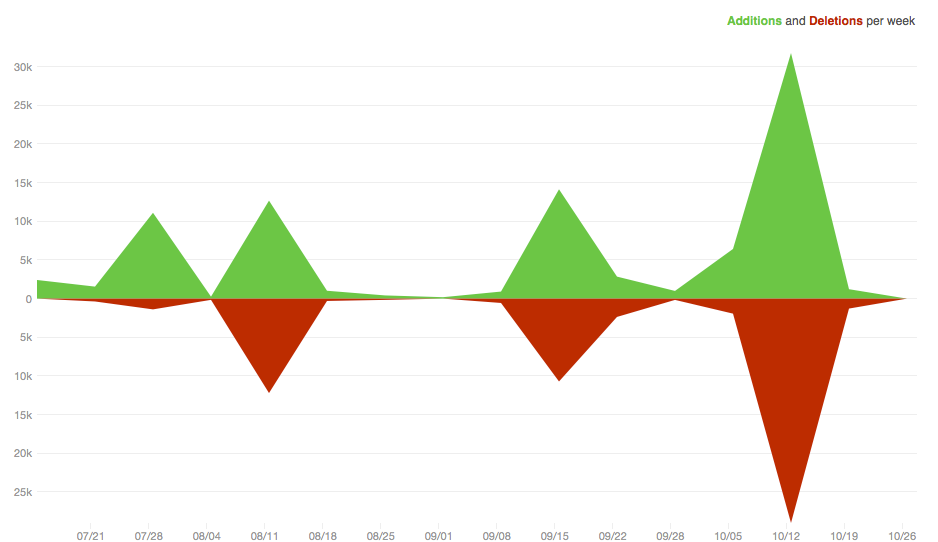 Additions and Deletions per week
30k
25k
20k
15k
10k
5k
0
5k
10k
15k
20k
25k
07/21 07/28 08/04 08/11 08/18 08/25 09/01 09/08 09/15 09/22 09/28 10/05 10/12 10/19 10/26